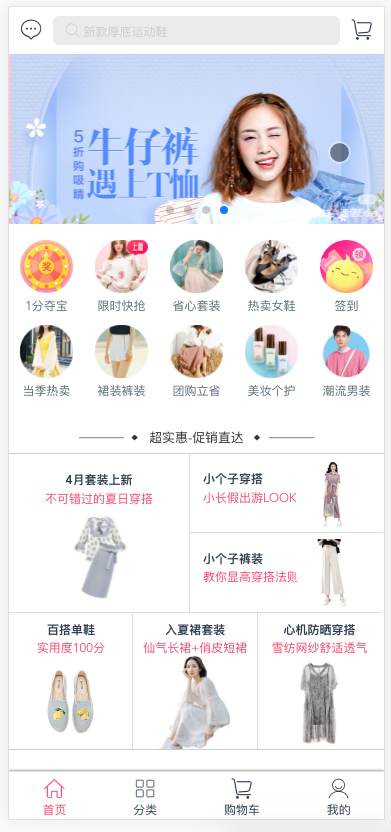 新款厚底运动鞋
5折购吸睛
牛仔裤
遇上T恤
奖
上新
领
1分夺宝
限时快抢
省心套装
热卖女鞋
签到
当季热卖
裙装裤装
团购立省
美妆个护
潮流男装
超实惠-促销直达
4月套装上新
不可错过的夏日穿搭
小个子穿搭
小长假出游LOOK
小个子裤装
教你显高穿搭法则
百搭单鞋
实用度100分
入夏裙套装
仙气长裙+俏皮短裙
心机防晒穿搭
雪纺网纱舒适透气
首页
分类
购物车
我的